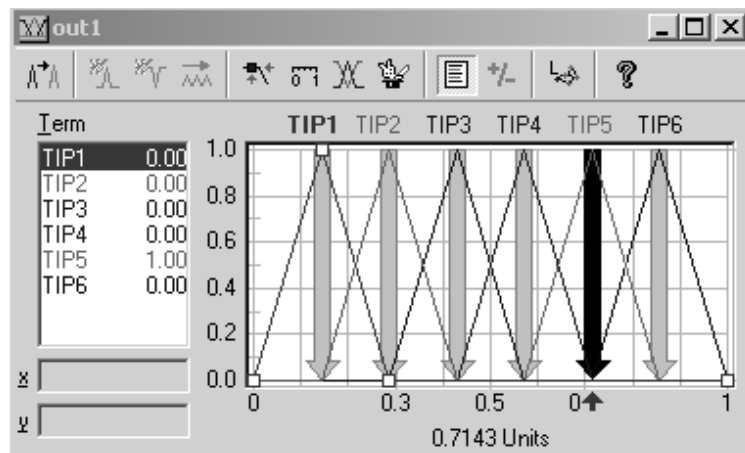 out1
Term
TIP1 0.00
TIP2 0.00
TIP3 0.00
TIP4 0.00
TIP5 1.00
TIP6 0.00
x
y
TIP1 TIP2 TIP3 TIP4 TIP5 TIP6
1.0
0.8
0.6
0.4
0.2
0.0
0 0.3 0.5 0 1
0.7143 Units